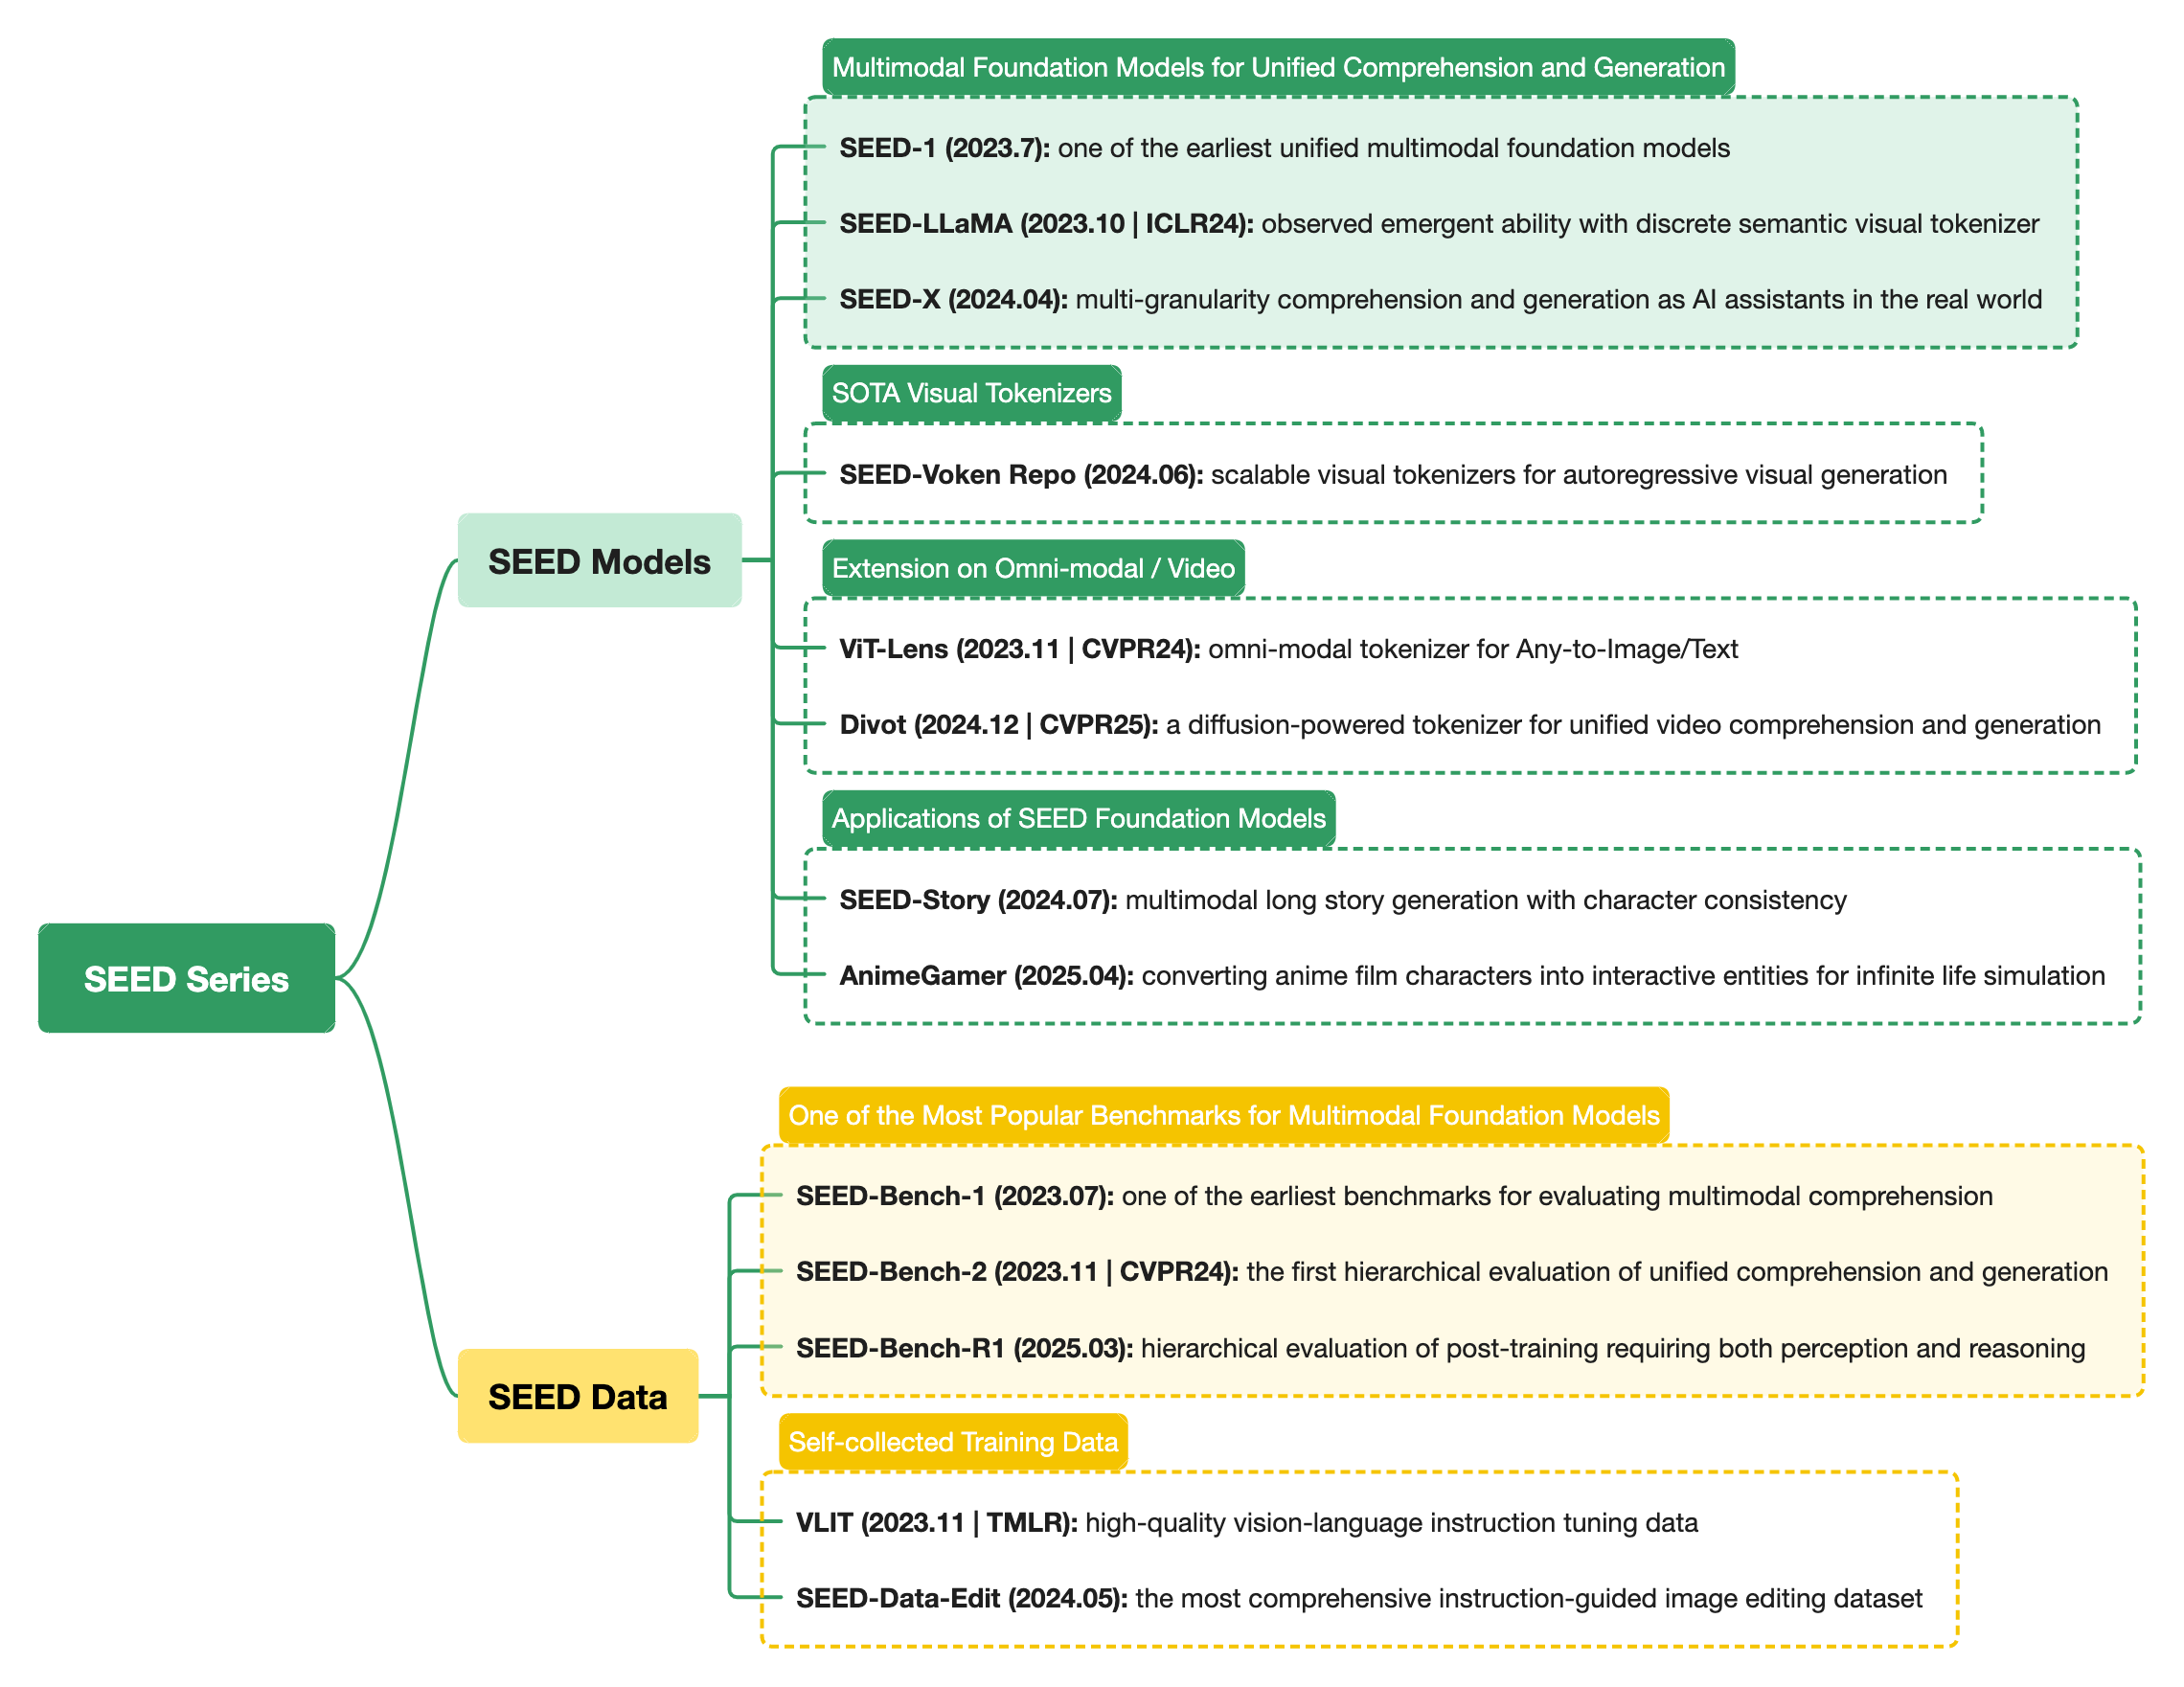 Multimodal Foundation Models for Unified Comprehension and Generation
SEED-1 (2023.7): one of the earliest unified multimodal foundation models
SEED-LLaMA (2023.10 | ICLR24): observed emergent ability with discrete semantic visual tokenizer
SEED-X (2024.04): multi-granularity comprehension and generation as AI assistants in the real world
SOTA Visual Tokenizers
SEED-Voken Repo (2024.06): scalable visual tokenizers for autoregressive visual generation
SEED Models
Extension on Omni-modal / Video
ViT-Lens (2023.11 | CVPR24): omni-modal tokenizer for Any-to-Image/Text
Divot (2024.12 | CVPR25): a diffusion-powered tokenizer for unified video comprehension and generation
Applications of SEED Foundation Models
SEED-Story (2024.07): multimodal long story generation with character consistency
SEED Series
AnimeGamer (2025.04): converting anime film characters into interactive entities for infinite life simulation
One of the Most Popular Benchmarks for Multimodal Foundation Models
SEED-Bench-1 (2023.07): one of the earliest benchmarks for evaluating multimodal comprehension
SEED-Bench-2 (2023.11 | CVPR24): the first hierarchical evaluation of unified comprehension and generation
SEED-Bench-R1 (2025.03): hierarchical evaluation of post-training requiring both perception and reasoning
SEED Data
Self-collected Training Data
VLIT (2023.11 | TMLR): high-quality vision-language instruction tuning data
SEED-Data-Edit (2024.05): the most comprehensive instruction-guided image editing dataset